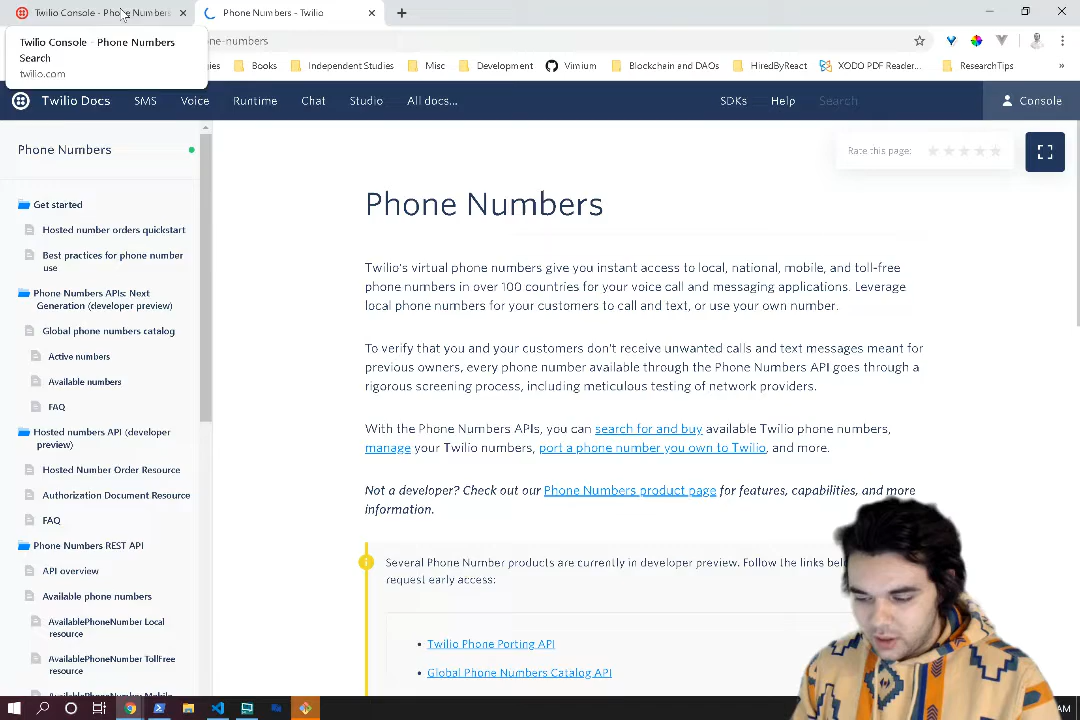 Twilio Console - Phone Numbers
Phone Numbers - Twilio
Twilio Console - Phone Numbers
Search
twilio.com
ne-numbers
Books
Independent Studies
Misc
Development
Vimium
Blockchain and DAOs
HiredByReact
XODO PDF Reader...
ResearchTips
»
Twilio Docs
SMS
Voice
Runtime
Chat
Studio
All docs...
SDKs
Help
Search
Console
Phone Numbers
Get started
Hosted number orders quickstart
Best practices for phone number
use
Phone Numbers APIs: Next
Generation (developer preview)
Global phone numbers catalog
Active numbers
Available numbers
FAQ
Hosted numbers API (developer
preview)
Hosted Number Order Resource
Authorization Document Resource
FAQ
Phone Numbers REST API
API overview
Available phone numbers
AvailablePhoneNumber Local
resource
AvailablePhoneNumber TollFree
resource
AvailablePhoneNumber Mobile
Rate this page:
Phone Numbers
Twilio's virtual phone numbers give you instant access to local, national, mobile, and toll-free
phone numbers in over 100 countries for your voice call and messaging applications. Leverage
local phone numbers for your customers to call and text, or use your own number.
To verify that you and your customers don't receive unwanted calls and text messages meant for
previous owners, every phone number available through the Phone Numbers API goes through a
rigorous screening process, including meticulous testing of network providers.
With the Phone Numbers APIs, you can search for and buy available Twilio phone numbers,
manage your Twilio numbers, port a phone number you own to Twilio, and more.
Not a developer? Check out our Phone Numbers product page for features, capabilities, and more
information.
Several Phone Number products are currently in developer preview. Follow the links
request early access:
• Twilio Phone Porting API
• Global Phone Numbers Catalog API
AM